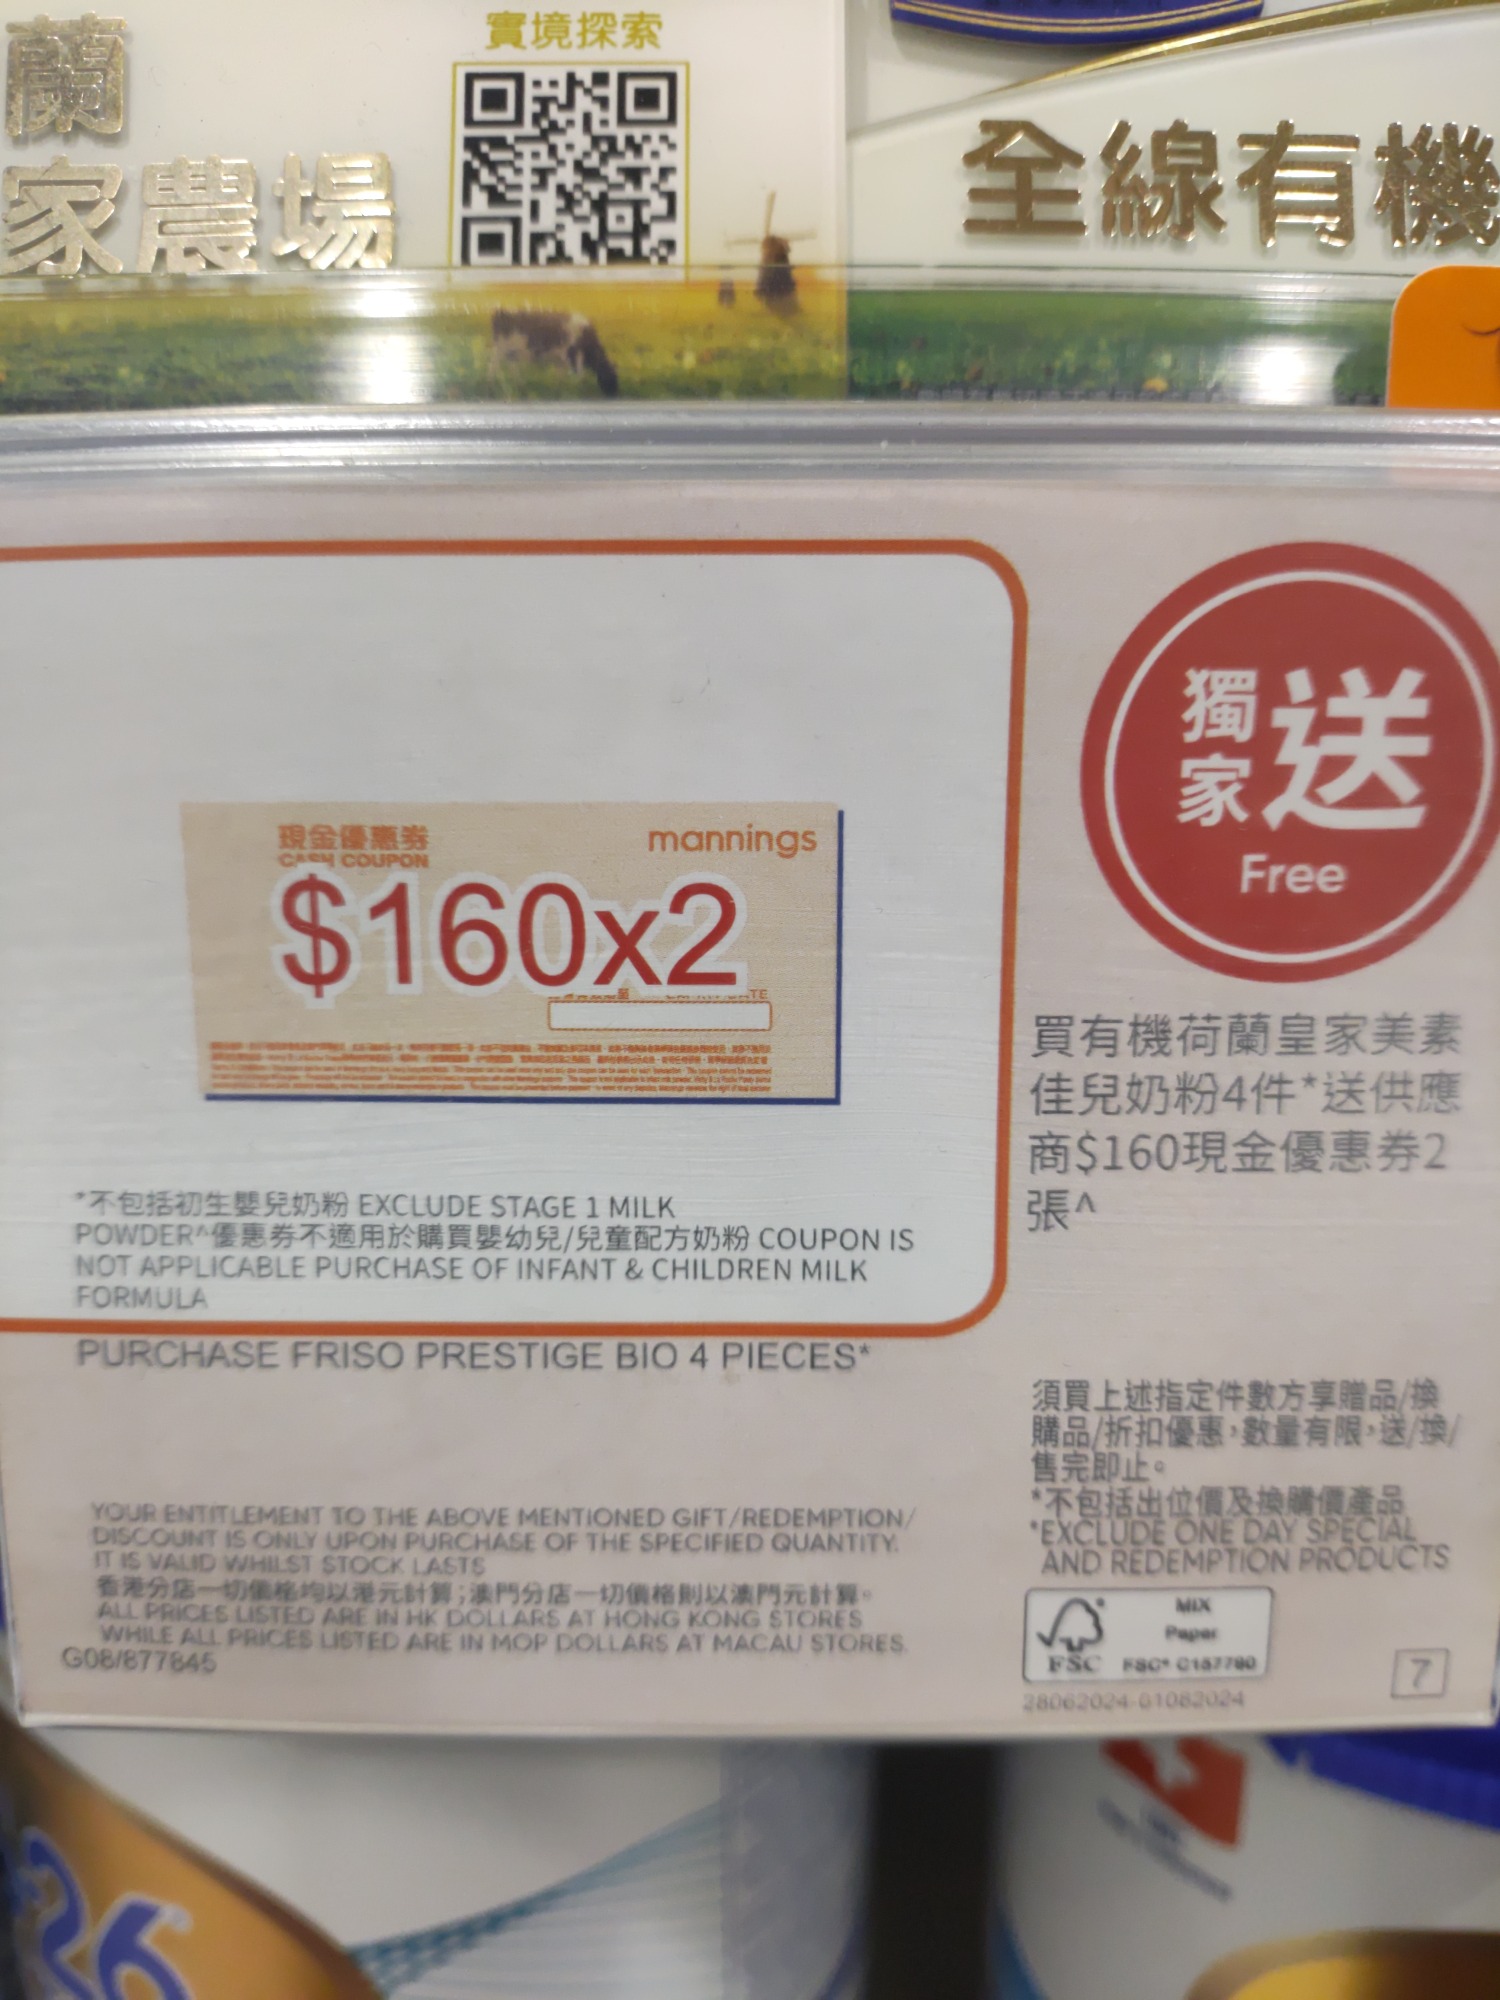 實境探索
蘭
家農場
全線有機
獨家送
Free
現金優惠券
CASH COUPON
mannings
$160x2
買有機荷蘭皇家美素
佳兒奶粉4件*送供應
商$160現金優惠券2
張^
*不包括初生嬰兒奶粉 EXCLUDE STAGE 1 MILK
POWDER^優惠券不適用於購買嬰幼兒/兒童配方奶粉 COUPON IS
NOT APPLICABLE PURCHASE OF INFANT & CHILDREN MILK
FORMULA
PURCHASE FRISO PRESTIGE BIO 4 PIECES*
須買上述指定件數方享贈品/換
購品/折扣優惠,數量有限,送/換/
售完即止。
*不包括出位價及換購價產品
*EXCLUDE ONE DAY SPECIAL
AND REDEMPTION PRODUCTS
YOUR ENTITLEMENT TO THE ABOVE MENTIONED GIFT/REDEMPTION/
DISCOUNT IS ONLY UPON PURCHASE OF THE SPECIFIED QUANTITY.
IT IS VALID WHILST STOCK LASTS
香港分店一切價格均以港元計算;澳門分店一切價格則以澳門元計算。
ALL PRICES LISTED ARE IN HK DOLLARS AT HONG KONG STORES
WHILE ALL PRICES LISTED ARE IN MOP DOLLARS AT MACAU STORES.
G08/877845
MIX
Paper
FSC
FSC® C157790
28062024-01082024
7
26